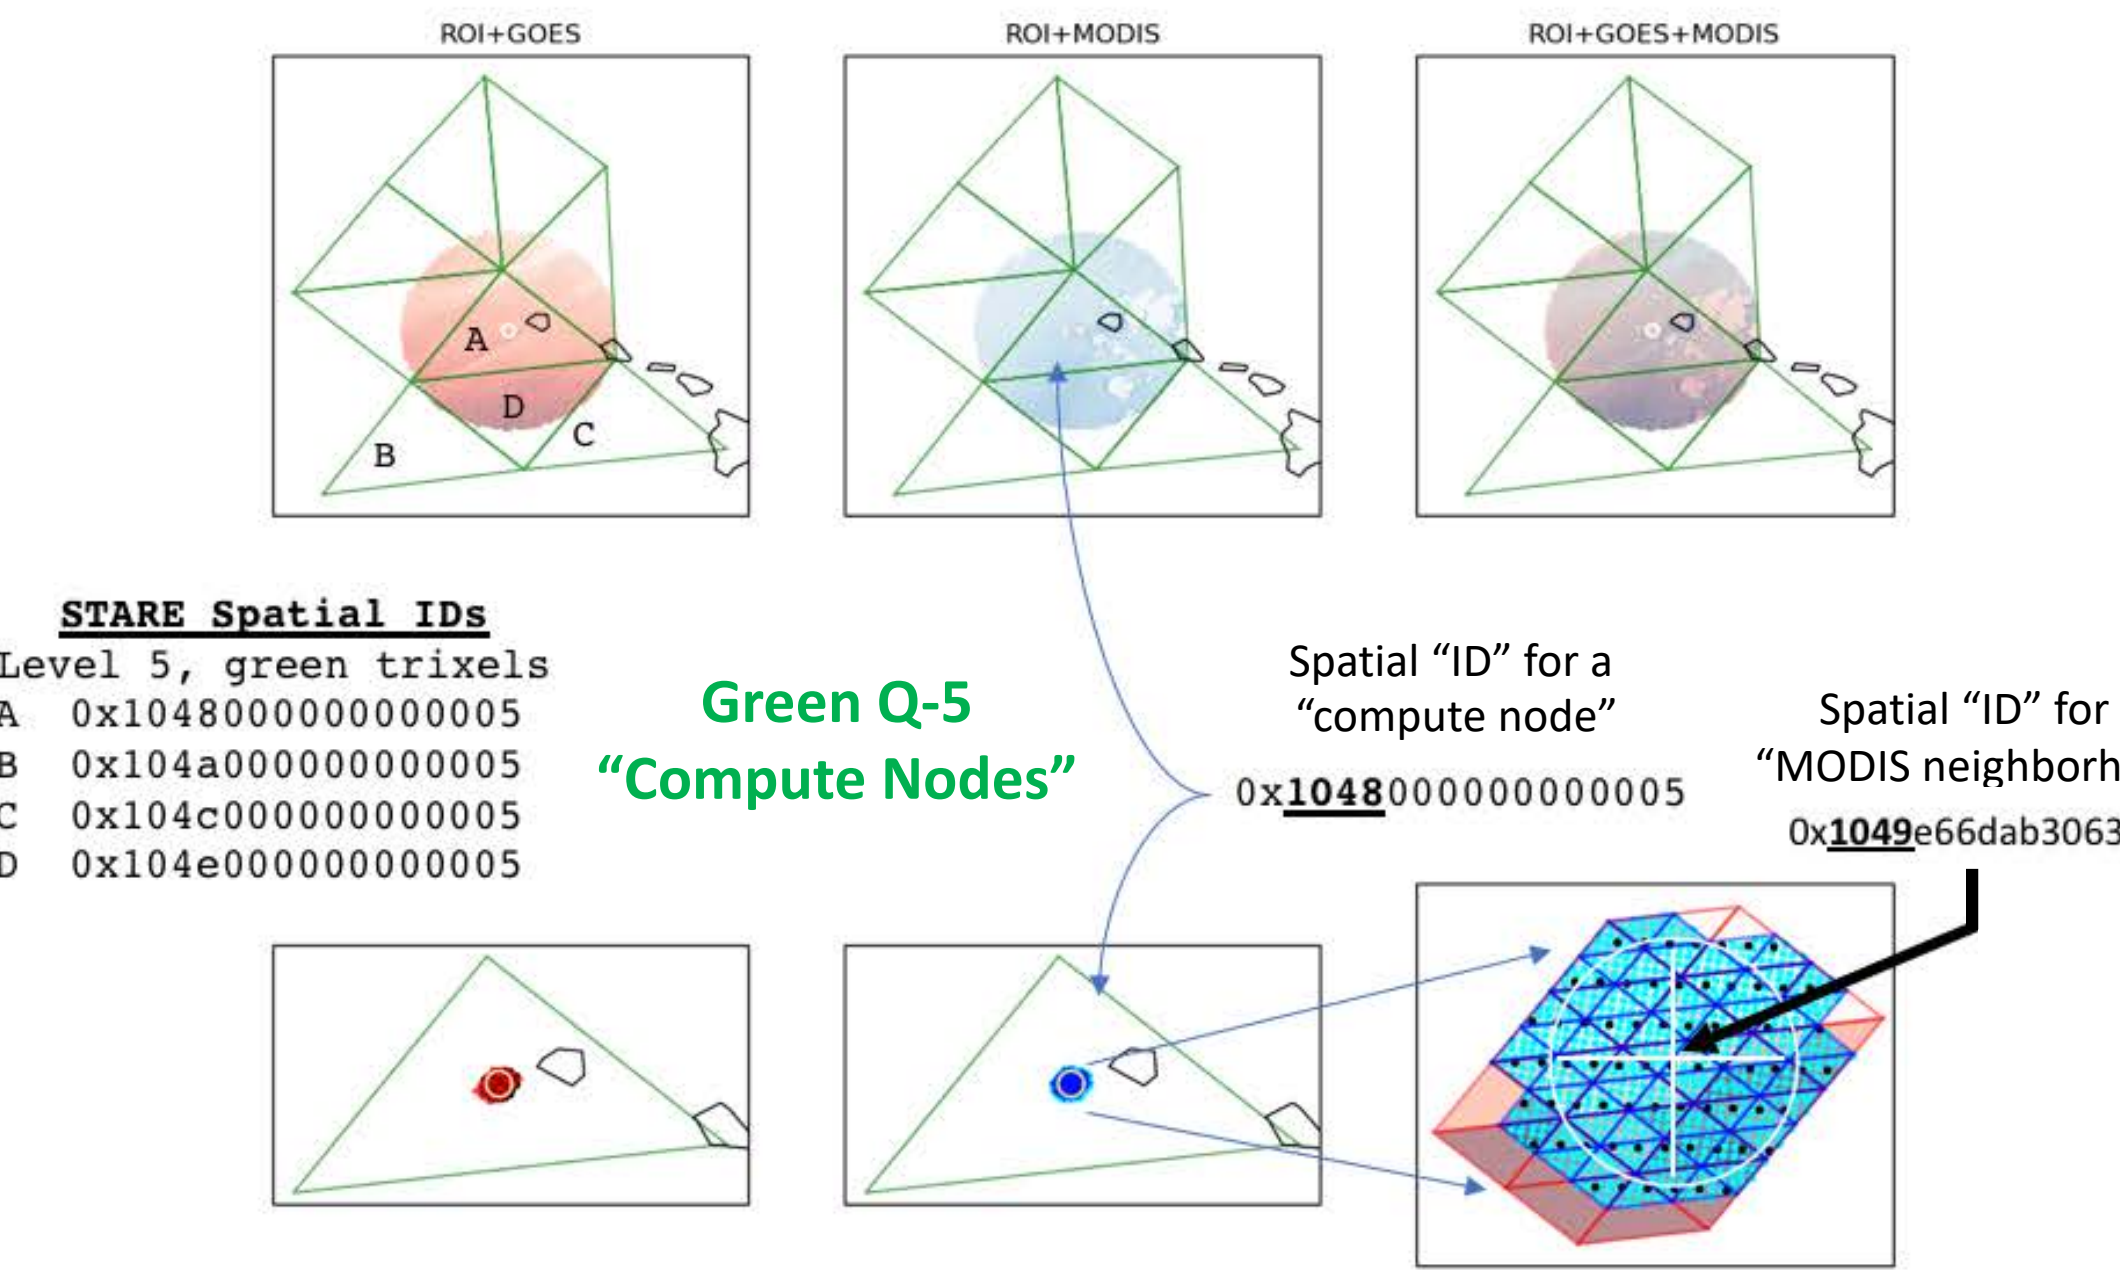 ROI+GOES
ROI+MODIS
ROI+GOES+MODIS
A
D
B
C
STARE Spatial IDs
Level 5, green trixels
A 0x1048000000000005
B 0x104a000000000005
C 0x104c000000000005
D 0x104e000000000005
Green Q-5
“Compute Nodes”
Spatial “ID” for a
“compute node”
0x1048000000000005
Spatial “ID” for
“MODIS neighborh
0x1049e66dab3063